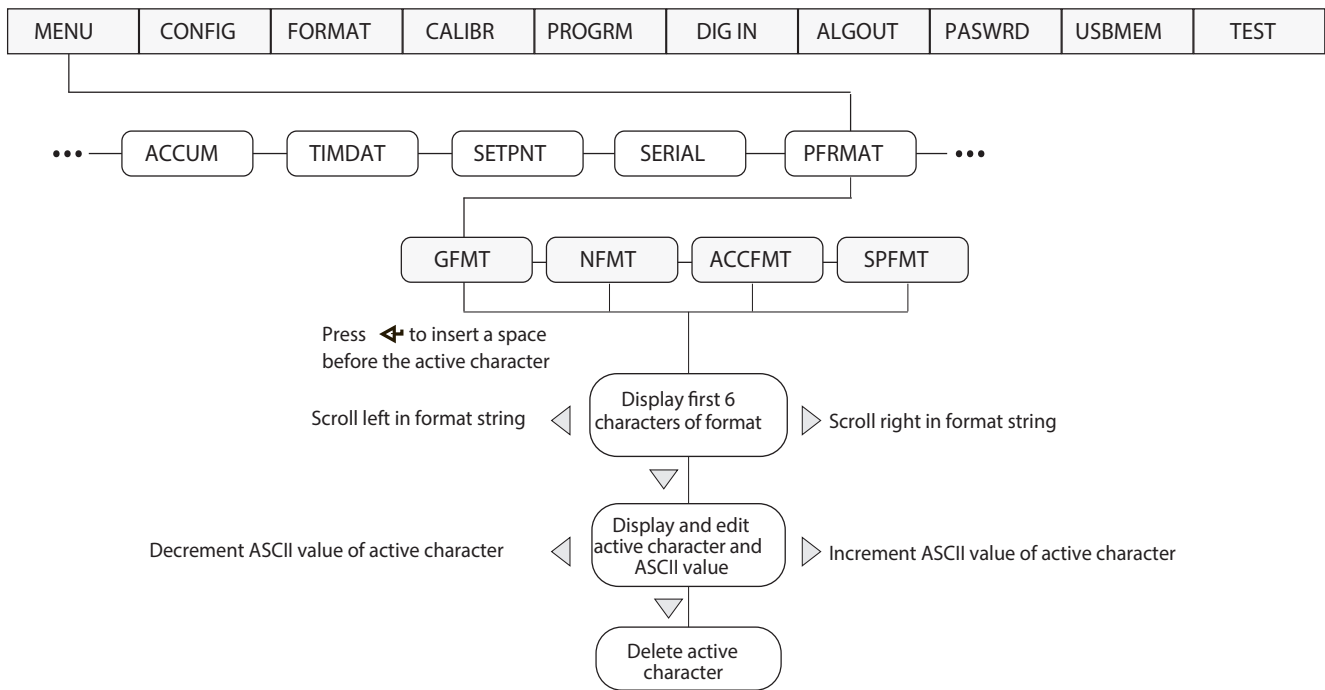 MENU CONFIG FORMAT CALIBR PROGRM DIG IN ALGOUT PASWRD USBMEM TEST
••• ACCUM TIMDAT SETPNT SERIAL PFRMAT •••
GFMT NFMT ACCFMT SPFMT
Press to insert a space
before the active character
Display first 6
characters of format
Scroll left in format string
Scroll right in format string
Display and edit
active character and
ASCII value
Decrement ASCII value of active character
Increment ASCII value of active character
Delete active
character